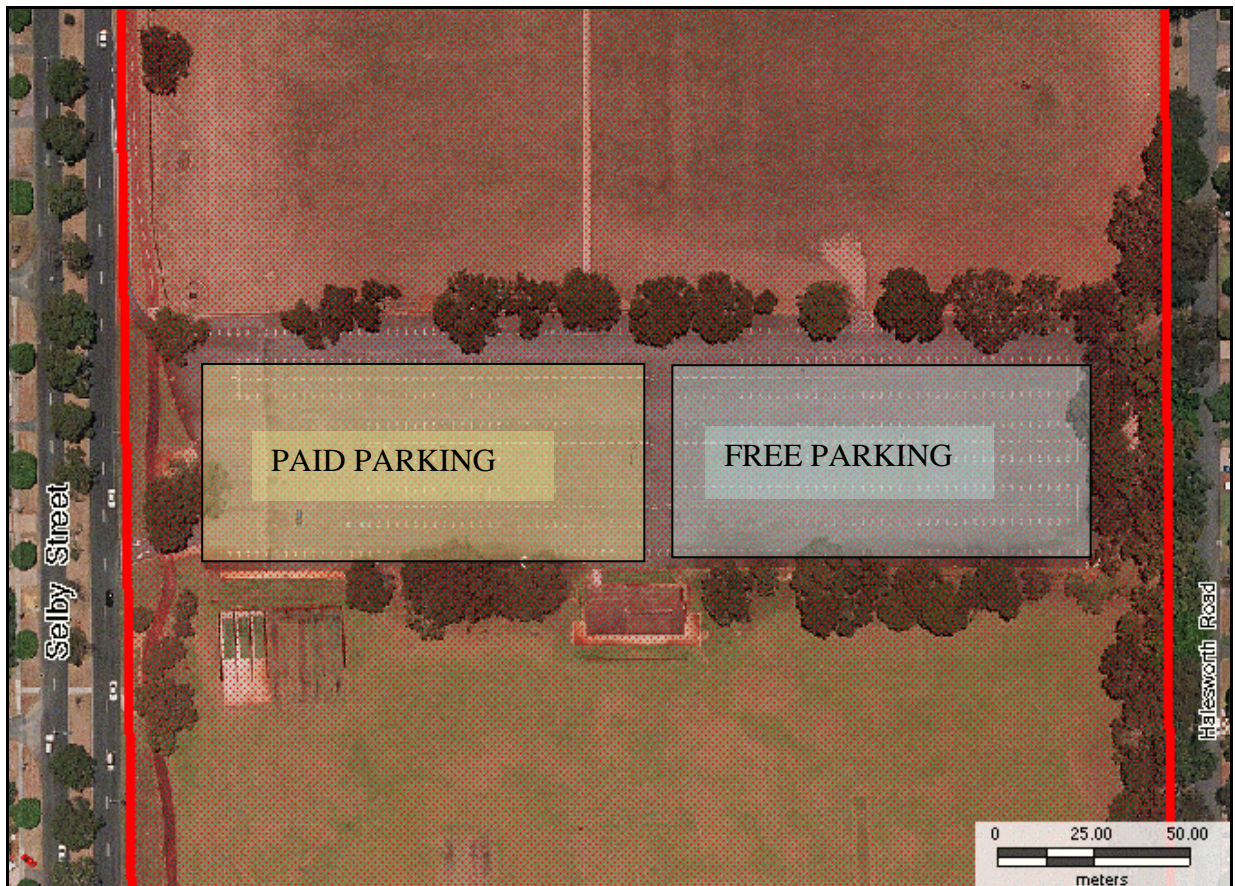 PAID PARKING
FREE PARKING
Selby Street
Halesworth Road
0 25.00 50.00
meters